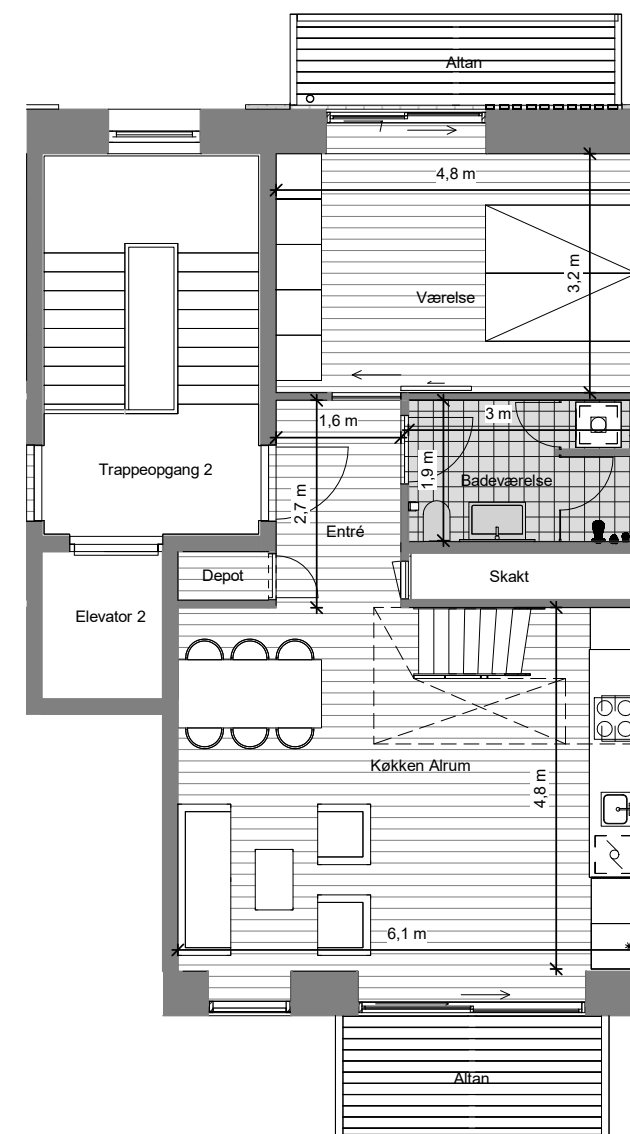 Altan
4,8 m
3,2 m
Værelse
1,6 m
3 m
Trappeopgang 2
1,9 m
Badeværelse
2,7 m
Entré
Depot
Skakt
Elevator 2
Køkken Alrum
4,8 m
6,1 m
Altan